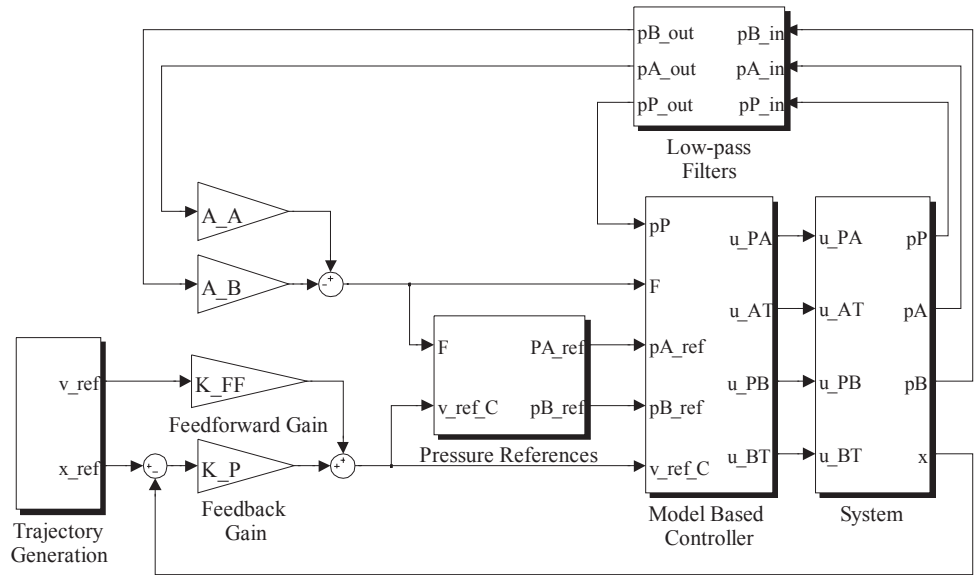 pB_out
pB_in
pA_out
pA_in
pP_out
pP_in
Low-pass
Filters
A_A
A_B
- +
pP
F
pA_ref
pB_ref
v_ref_C
u_PA
u_AT
u_PB
u_BT
Model Based
Controller
u_PA
u_AT
u_PB
u_BT
pP
pA
pB
x
System
F
v_ref_C
PA_ref
pB_ref
Pressure References
v_ref
x_ref
Trajectory
Generation
K_FF
Feedforward Gain
+ -
K_P
Feedback
Gain
+ +